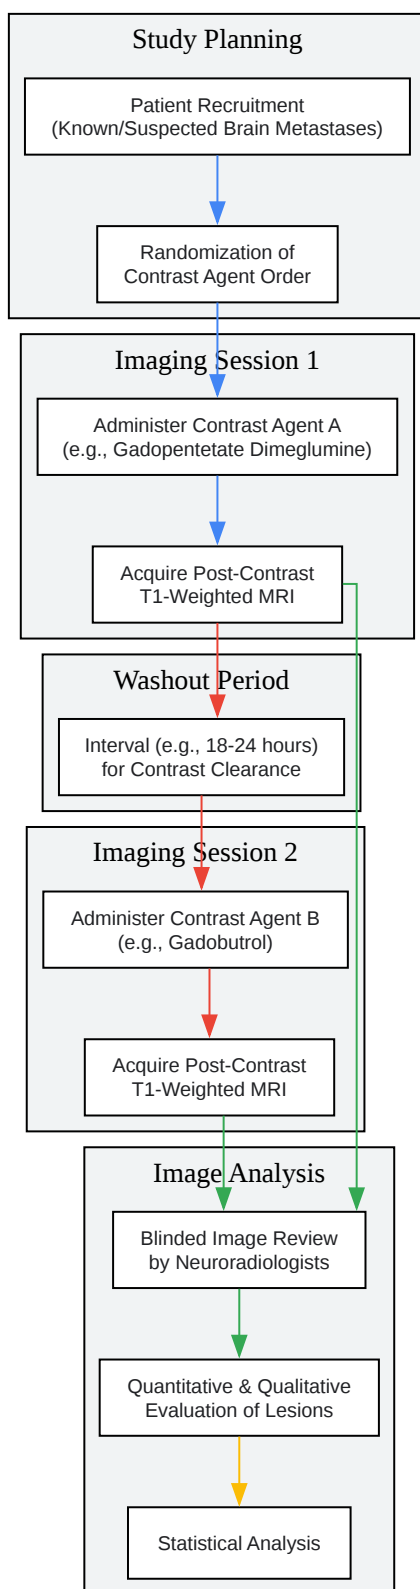 Study Planning
Patient Recruitment
(Known/Suspected Brain Metastases)
Randomization of
Contrast Agent Order
Imaging Session 1
Administer Contrast Agent A
(e.g., Gadopentetate Dimeglumine)
Acquire Post-Contrast
T1-Weighted MRI
Washout Period
Interval (e.g., 18-24 hours)
for Contrast Clearance
Imaging Session 2
Administer Contrast Agent B
(e.g., Gadobutrol)
Acquire Post-Contrast
T1-Weighted MRI
Image Analysis
Blinded Image Review
by Neuroradiologists
Quantitative & Qualitative
Evaluation of Lesions
Statistical Analysis